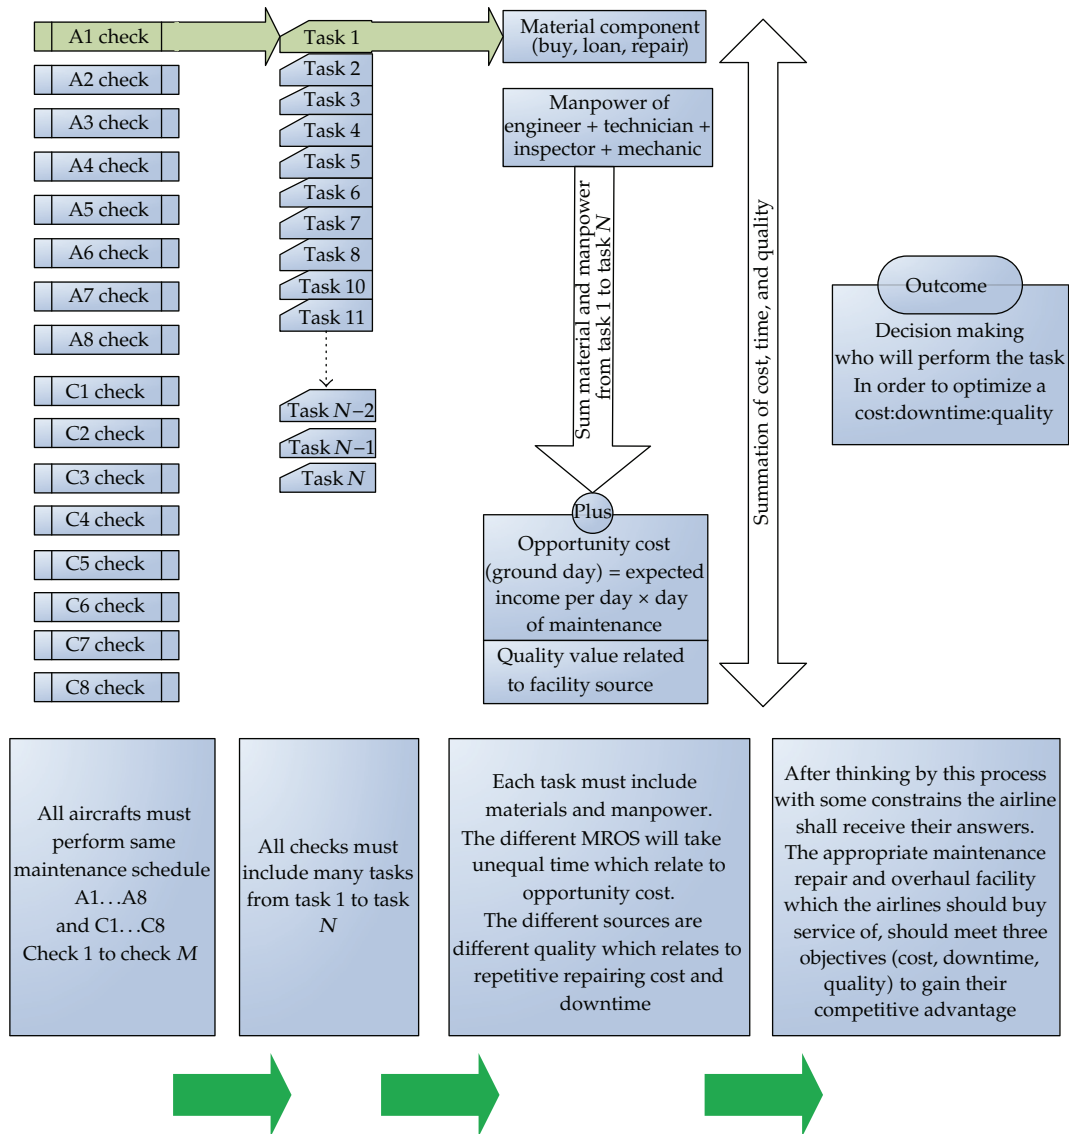 A1 check
A2 check
A3 check
A4 check
A5 check
A6 check
A7 check
A8 check
C1 check
C2 check
C3 check
C4 check
C5 check
C6 check
C7 check
C8 check
Task 1
Task 2
Task 3
Task 4
Task 5
Task 6
Task 7
Task 8
Task 10
Task 11
Task N−2
Task N−1
Task N
Material component
(buy, loan, repair)
Manpower of
engineer + technician +
inspector + mechanic
Sum material and manpower
from task 1 to task N
Plus
Opportunity cost
(ground day) = expected
income per day × day
of maintenance
Quality value related
to facility source
Summation of cost, time, and quality
Outcome
Decision making
who will perform the task
In order to optimize a
cost:downtime:quality
All aircrafts must
perform same
maintenance schedule
A1...A8
and C1...C8
Check 1 to check M
All checks must
include many tasks
from task 1 to task
N
Each task must include
materials and manpower.
The different MROS will take
unequal time which relate to
opportunity cost.
The different sources are
different quality which relates to
repetitive repairing cost and
downtime
After thinking by this process
with some constrains the airline
shall receive their answers.
The appropriate maintenance
repair and overhaul facility
which the airlines should buy
service of, should meet three
objectives (cost, downtime,
quality) to gain their
competitive advantage